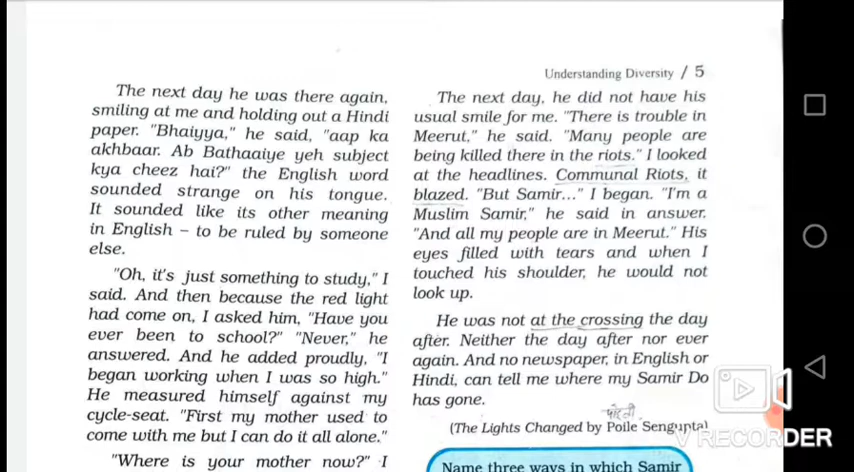 Understanding Diversity / 5
The next day he was there again,
smiling at me and holding out a Hindi
paper. "Bhaiyya," he said, "aap ka
akhbaar. Ab Bathaaiye yeh subject
kya cheez hai?" the English word
sounded strange on his tongue.
It sounded like its other meaning
in English – to be ruled by someone
else.
"Oh, it's just something to study," I
said. And then because the red light
had come on, I asked him, "Have you
ever been to school?" "Never," he
answered. And he added proudly, "I
began working when I was so high."
He measured himself against my
cycle-seat. "First my mother used to
come with me but I can do it all alone."
"Where is your mother now?" I
The next day, he did not have his
usual smile for me. "There is trouble in
Meerut," he said. "Many people are
being killed there in the riots." I looked
at the headlines. Communal Riots, it
blazed. "But Samir..." I began. "I'm a
Muslim Samir," he said in answer.
"And all my people are in Meerut." His
eyes filled with tears and when I
touched his shoulder, he would not
look up.
He was not at the crossing the day
after. Neither the day after nor ever
again. And no newspaper, in English or
Hindi, can tell me where my Samir Do
has gone.
(The Lights Changed by Poile Sengupta)
Name three ways in which Samir
V RECORDER